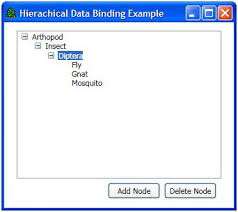 Hierachical Data Binding Example
Arthopod
Insect
Diptera
Fly
Gnat
Mosquito
Add Node
Delete Node